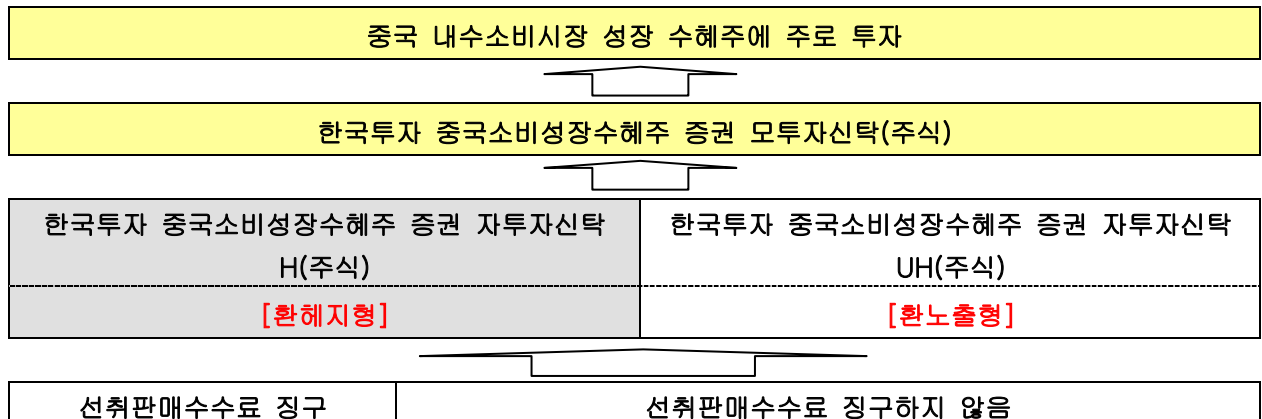 중국 내수소비시장 성장 수혜주에 주로 투자
한국투자 중국소비성장수혜주 증권 모투자신탁(주식)
한국투자 중국소비성장수혜주 증권 자투자신탁
H(주식)
[환헤지형]
한국투자 중국소비성장수혜주 증권 자투자신탁
UH(주식)
[환노출형]
선취판매수수료 징구
선취판매수수료 징구하지 않음